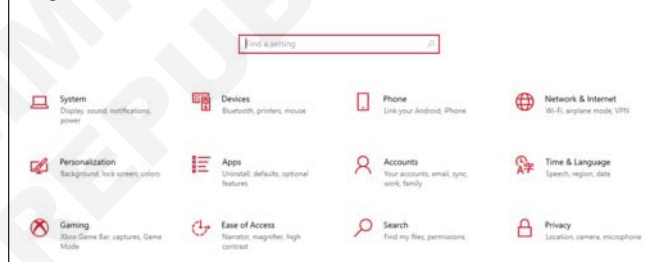 Find a setting
System
Display, sound, notifications,
power
Devices
Bluetooth, printers, mouse
Phone
Link your Android, iPhone
Network & Internet
Wi-Fi, airplane mode, VPN
Personalization
Background, lock screen, colors
Apps
Uninstall, defaults, optional
features
Accounts
Your accounts, email, sync,
work, family
Time & Language
Speech, region, date
Gaming
Xbox Game Bar, captures, Game
Mode
Ease of Access
Narrator, magnifier, high
contrast
Search
Find my files, permissions
Privacy
Location, camera, microphone